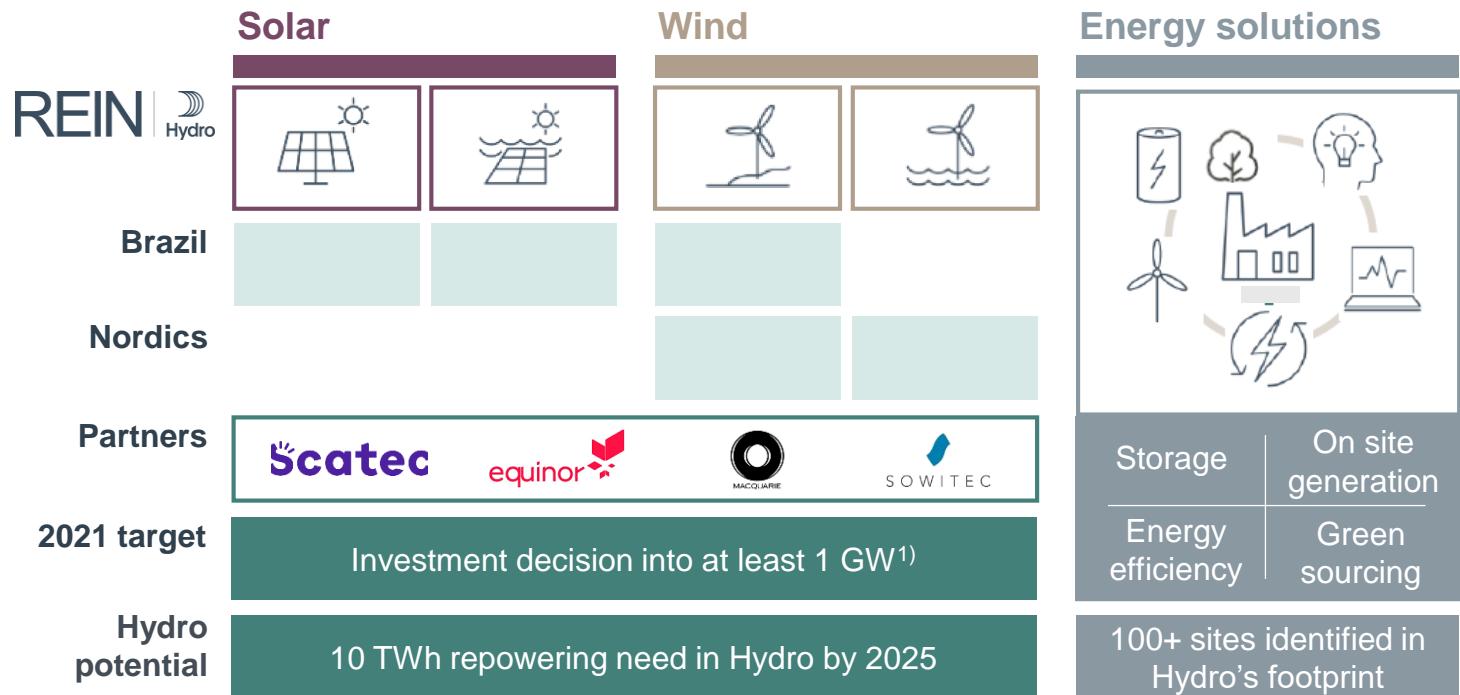 Solar
Wind
Energy solutions
REIN
Hydro
Brazil
Nordics
Partners
Scatec
equinor
MACQUARIE
SOWITEC
Storage
On site
generation
Energy
efficiency
Green
sourcing
2021 target
Investment decision into at least 1 GW1)
Hydro
potential
10 TWh repowering need in Hydro by 2025
100+ sites identified in
Hydro's footprint